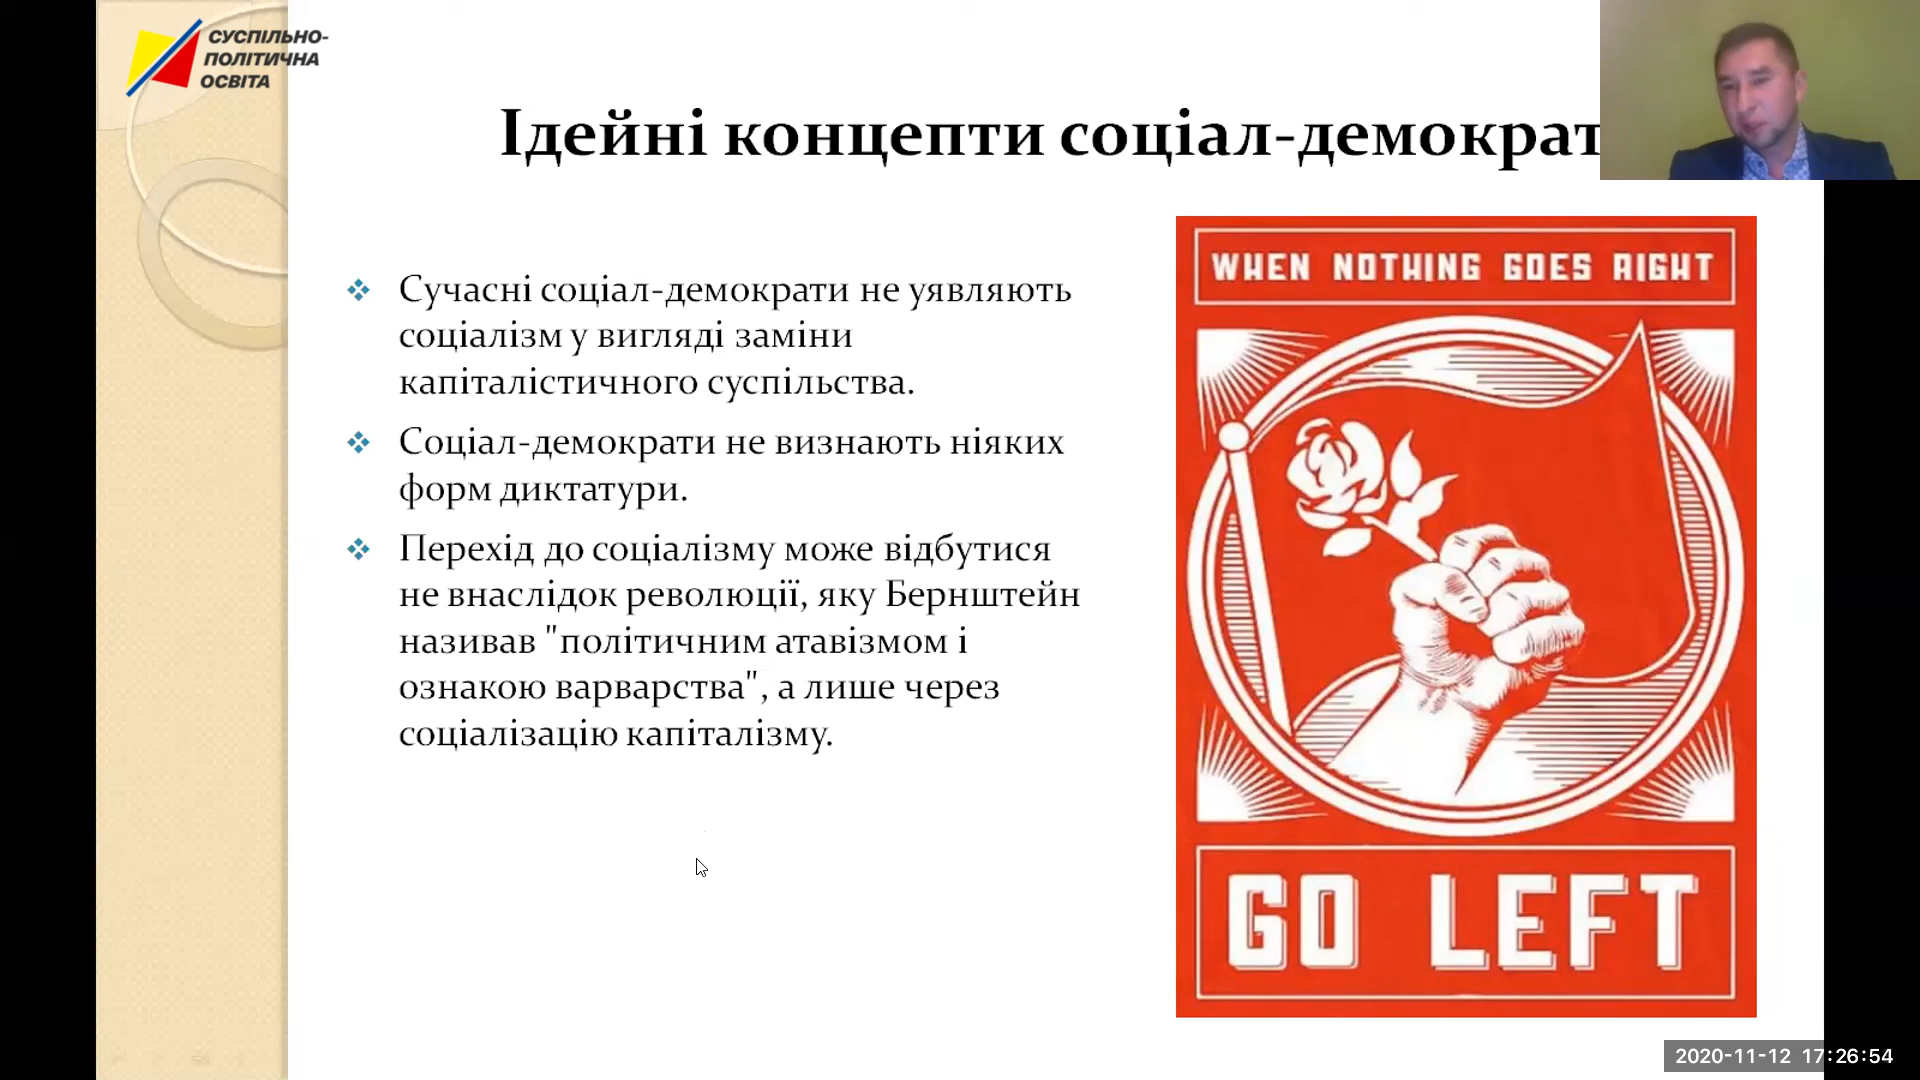 СУСПІЛЬНО-
ПОЛІТИЧНА
ОСВІТА
Ідейні концепти соціал-демократ
Сучасні соціал-демократи не уявляють
соціалізм у вигляді заміни
капіталістичного суспільства.
Соціал-демократи не визнають ніяких
форм диктатури.
Перехід до соціалізму може відбутися
не внаслідок революції, яку Бернштейн
називав "політичним атавізмом і
ознакою варварства", а лише через
соціалізацію капіталізму.
WHEN NOTHING GOES RIGHT
GO LEFT
2020-11-12 17:26:54